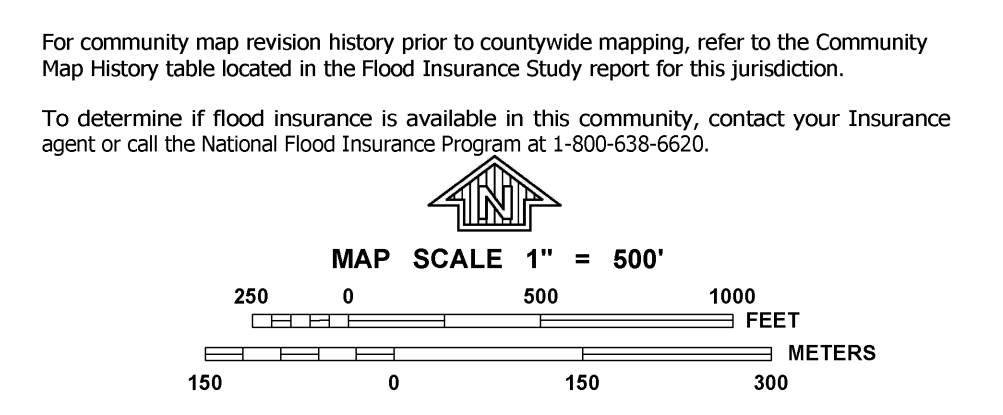 For community map revision history prior to countywide mapping, refer to the Community
Map History table located in the Flood Insurance Study report for this jurisdiction.
To determine if flood insurance is available in this community, contact your Insurance
agent or call the National Flood Insurance Program at 1-800-638-6620.
N
MAP SCALE 1" = 500'
250 0 500 1000
FEET
METERS
150 0 150 300